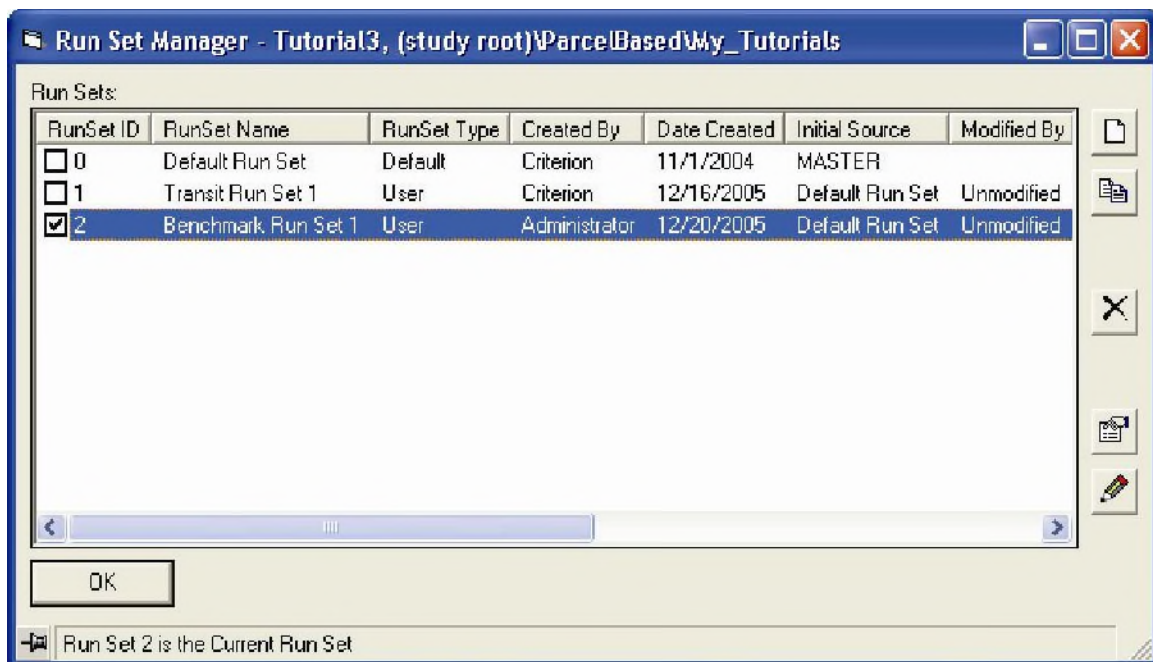 Run Set Manager - Tutorial3, (study root)\ParcelBased\My_Tutorials
Run Sets:
RunSet ID RunSet Name RunSet Type Created By Date Created Initial Source Modified By
0 Default Run Set Default Criterion 11/1/2004 MASTER
1 Transit Run Set 1 User Criterion 12/16/2005 Default Run Set Unmodified
2 Benchmark Run Set 1 User Administrator 12/20/2005 Default Run Set Unmodified
OK
Run Set 2 is the Current Run Set